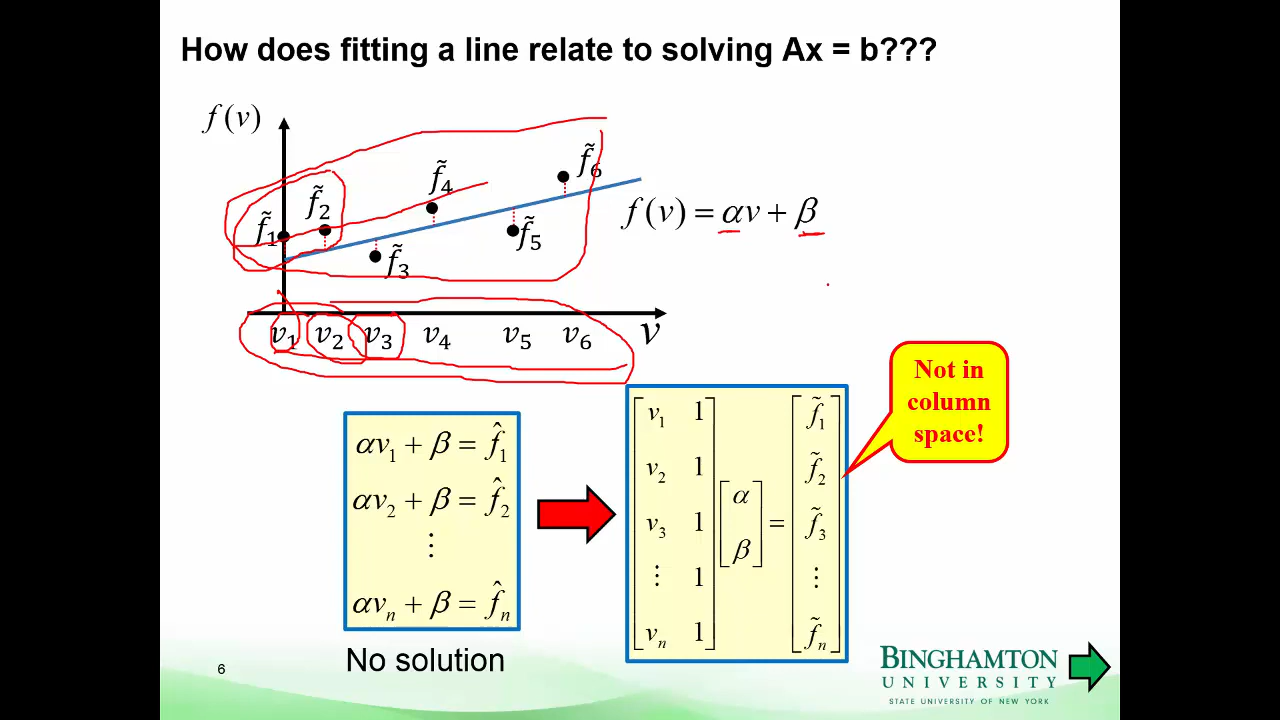 How does fitting a line relate to solving Ax = b???
f(v)
f̃₁ f̃₂ f̃₃ f̃₄ f̃₅ f̃₆
f(v) = αv + β
v₁ v₂ v₃ v₄ v₅ v₆ v
Not in
column
space!
αv₁ + β = f̂₁
αv₂ + β = f̂₂
⋮
αvₙ + β = f̂ₙ
No solution
v₁ 1 f̃₁
v₂ 1 α f̃₂
v₃ 1 β = f̃₃
⋮ 1 ⋮
vₙ 1 f̃ₙ
6
BINGHAMTON
UNIVERSITY
STATE UNIVERSITY OF NEW YORK